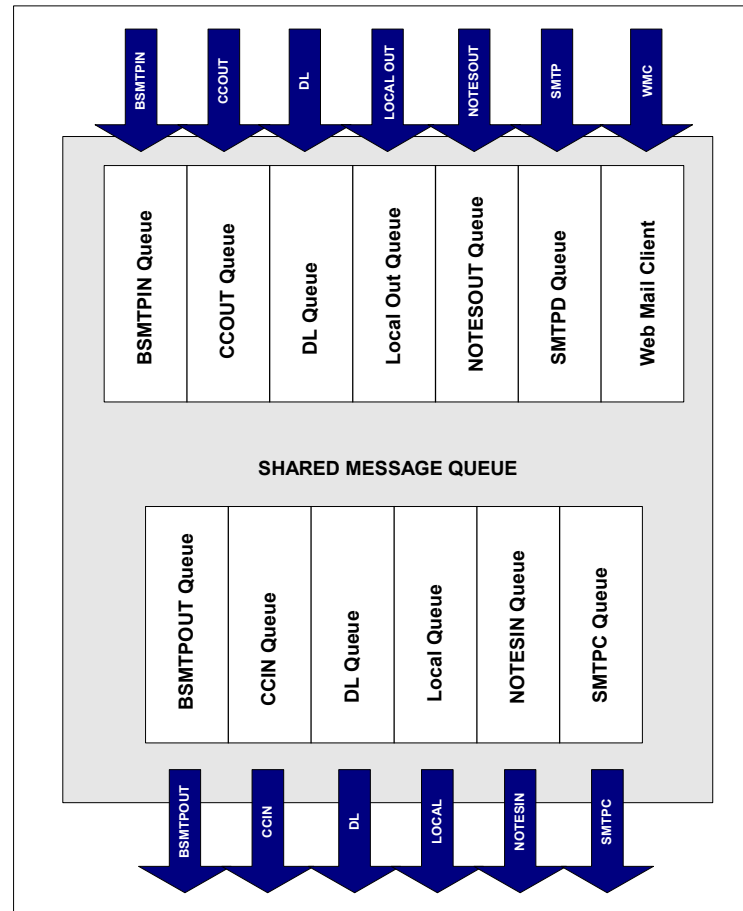 BSMTPIN
CCOUT
DL
LOCAL OUT
NOTESOUT
SMTP
WMC
BSMTPIN Queue
CCOUT Queue
DL Queue
Local Out Queue
NOTESOUT Queue
SMTPD Queue
Web Mail Client
SHARED MESSAGE QUEUE
BSMTPOUT Queue
CCIN Queue
DL Queue
Local Queue
NOTESIN Queue
SMTPC Queue
BSMTPOUT
CCIN
DL
LOCAL
NOTESIN
SMTPC